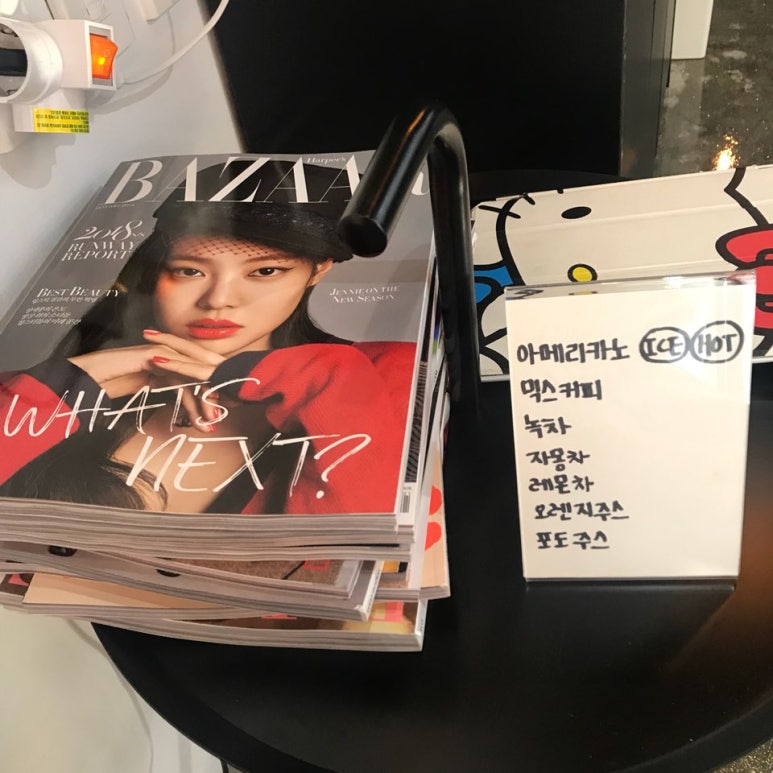 Harper's
BAZAAR
2018 S/S
RUNWAY
REPORT
BEST BEAUTY
JENNIE ON THE
NEW SEASON
WHAT'S
NEXT?
아메리카노 ICE HOT
믹스커피
녹차
자몽차
레몬차
오렌지주스
포도주스